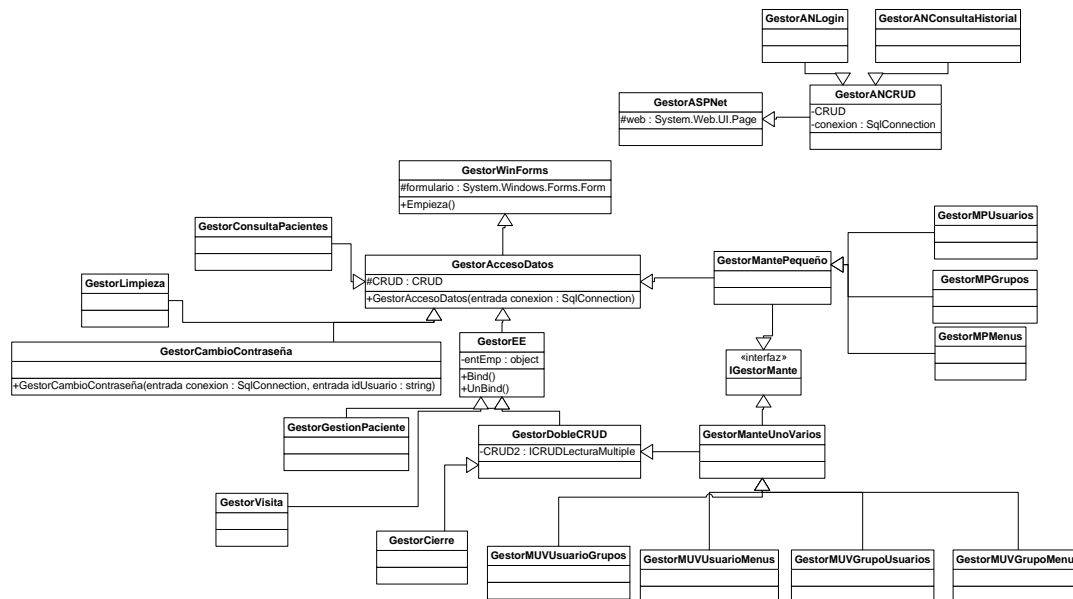 GestorANLogin
GestorANConsultaHistorial
GestorANCRUD
-CRUD
-conexion : SqlConnection
GestorASPNet
#web : System.Web.UI.Page
GestorWinForms
#formulario : System.Windows.Forms.Form
+Empieza()
GestorConsultaPacientes
GestorAccesoDatos
#CRUD : CRUD
+GestorAccesoDatos(entrada conexion : SqlConnection)
GestorMantePequeño
GestorMPUsuarios
GestorMPGrupos
GestorMPMenus
GestorLimpieza
GestorCambioContraseña
+GestorCambioContraseña(entrada conexion : SqlConnection, entrada idUsuario : string)
GestorEE
-entEmp : object
+Bind()
+UnBind()
«interfaz»
IGestorMante
GestorGestionPaciente
GestorDobleCRUD
-CRUD2 : ICRUDLecturaMultiple
GestorManteUnoVarios
GestorVisita
GestorCierre
GestorMUVUsuarioGrupos
GestorMUVUsuarioMenus
GestorMUVGrupoUsuarios
GestorMUVGrupoMenus